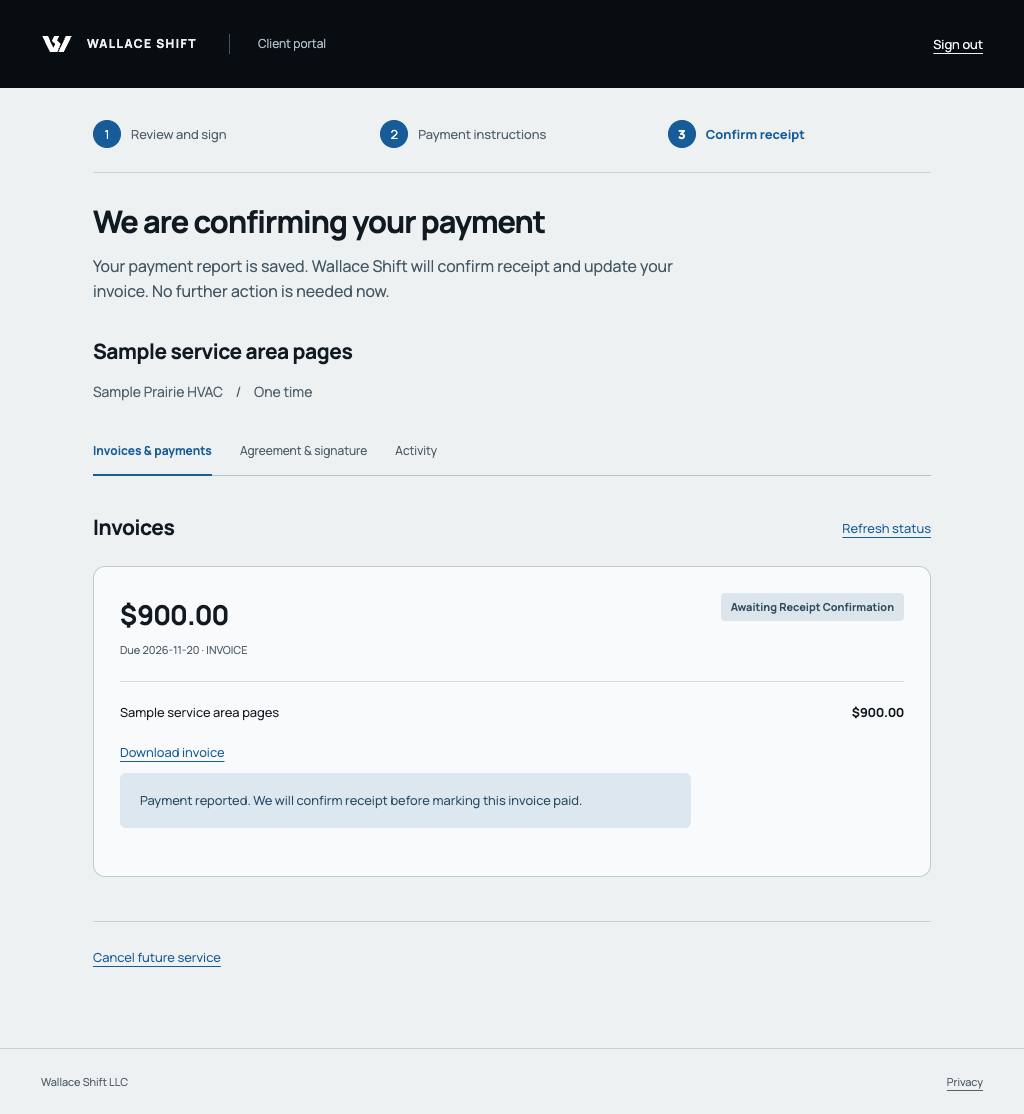 WALLACE SHIFT
Client portal
Sign out
1 Review and sign
2 Payment instructions
3 Confirm receipt
We are confirming your payment
Your payment report is saved. Wallace Shift will confirm receipt and update your
invoice. No further action is needed now.
Sample service area pages
Sample Prairie HVAC / One time
Invoices & payments
Agreement & signature
Activity
Invoices
Refresh status
$900.00
Awaiting Receipt Confirmation
Due 2026-11-20 · INVOICE
Sample service area pages
$900.00
Download invoice
Payment reported. We will confirm receipt before marking this invoice paid.
Cancel future service
Wallace Shift LLC
Privacy